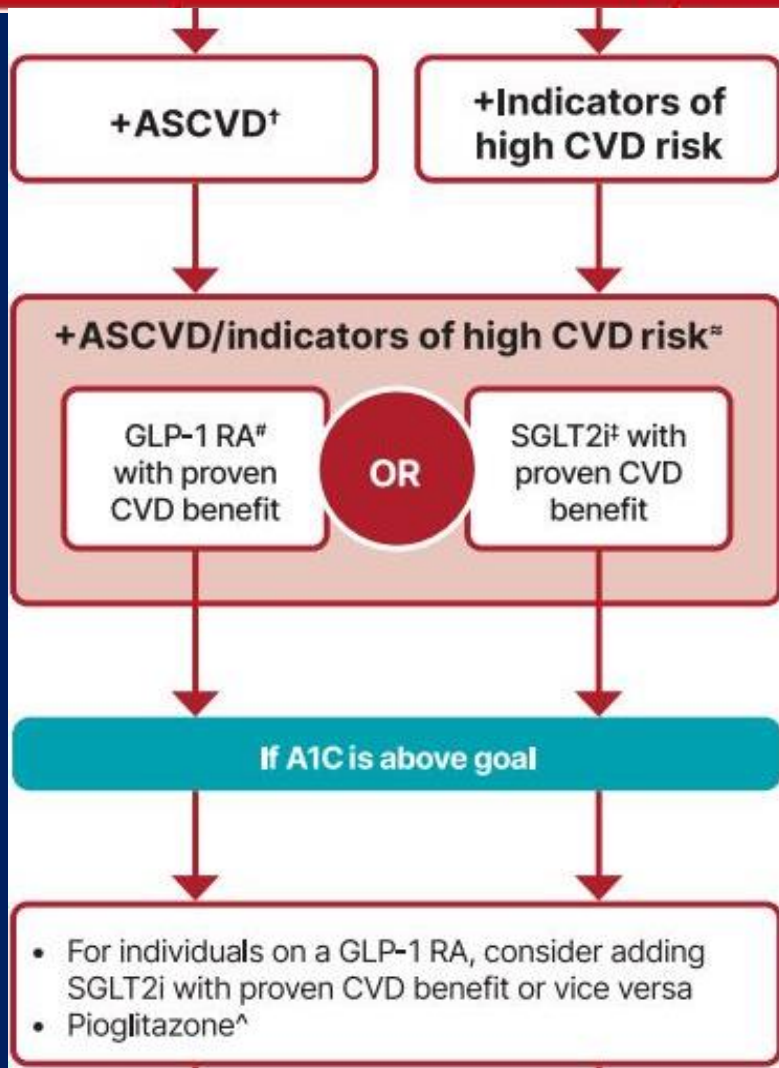 +ASCVD†
+Indicators of
high CVD risk
+ASCVD/indicators of high CVD risk≈
GLP-1 RA#
with proven
CVD benefit
OR
SGLT2i‡ with
proven CVD
benefit
If A1C is above goal
• For individuals on a GLP-1 RA, consider adding
SGLT2i with proven CVD benefit or vice versa
• Pioglitazone^